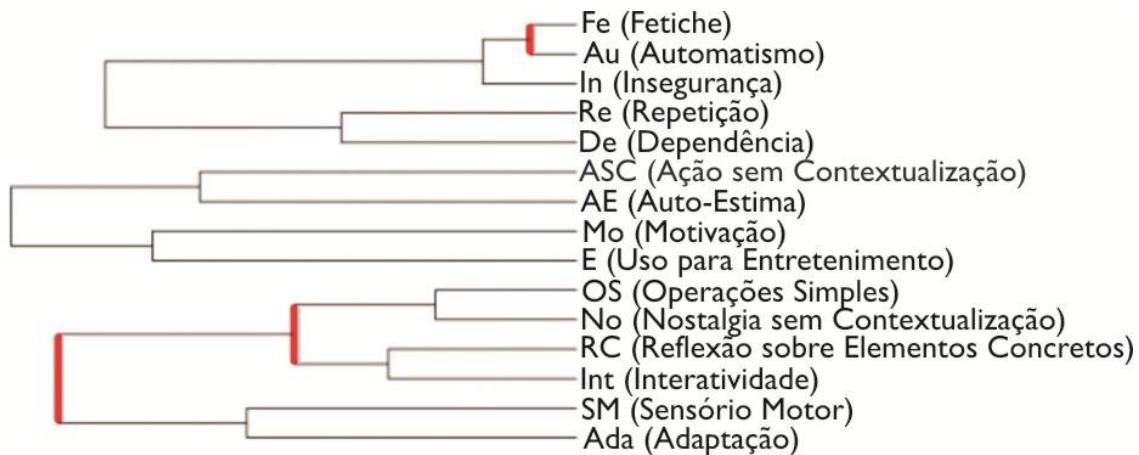 Fe (Fetiche)
Au (Automatismo)
In (Insegurança)
Re (Repetição)
De (Dependência)
ASC (Ação sem Contextualização)
AE (Auto-Estima)
Mo (Motivação)
E (Uso para Entretenimento)
OS (Operações Simples)
No (Nostalgia sem Contextualização)
RC (Reflexão sobre Elementos Concretos)
Int (Interatividade)
SM (Sensório Motor)
Ada (Adaptação)